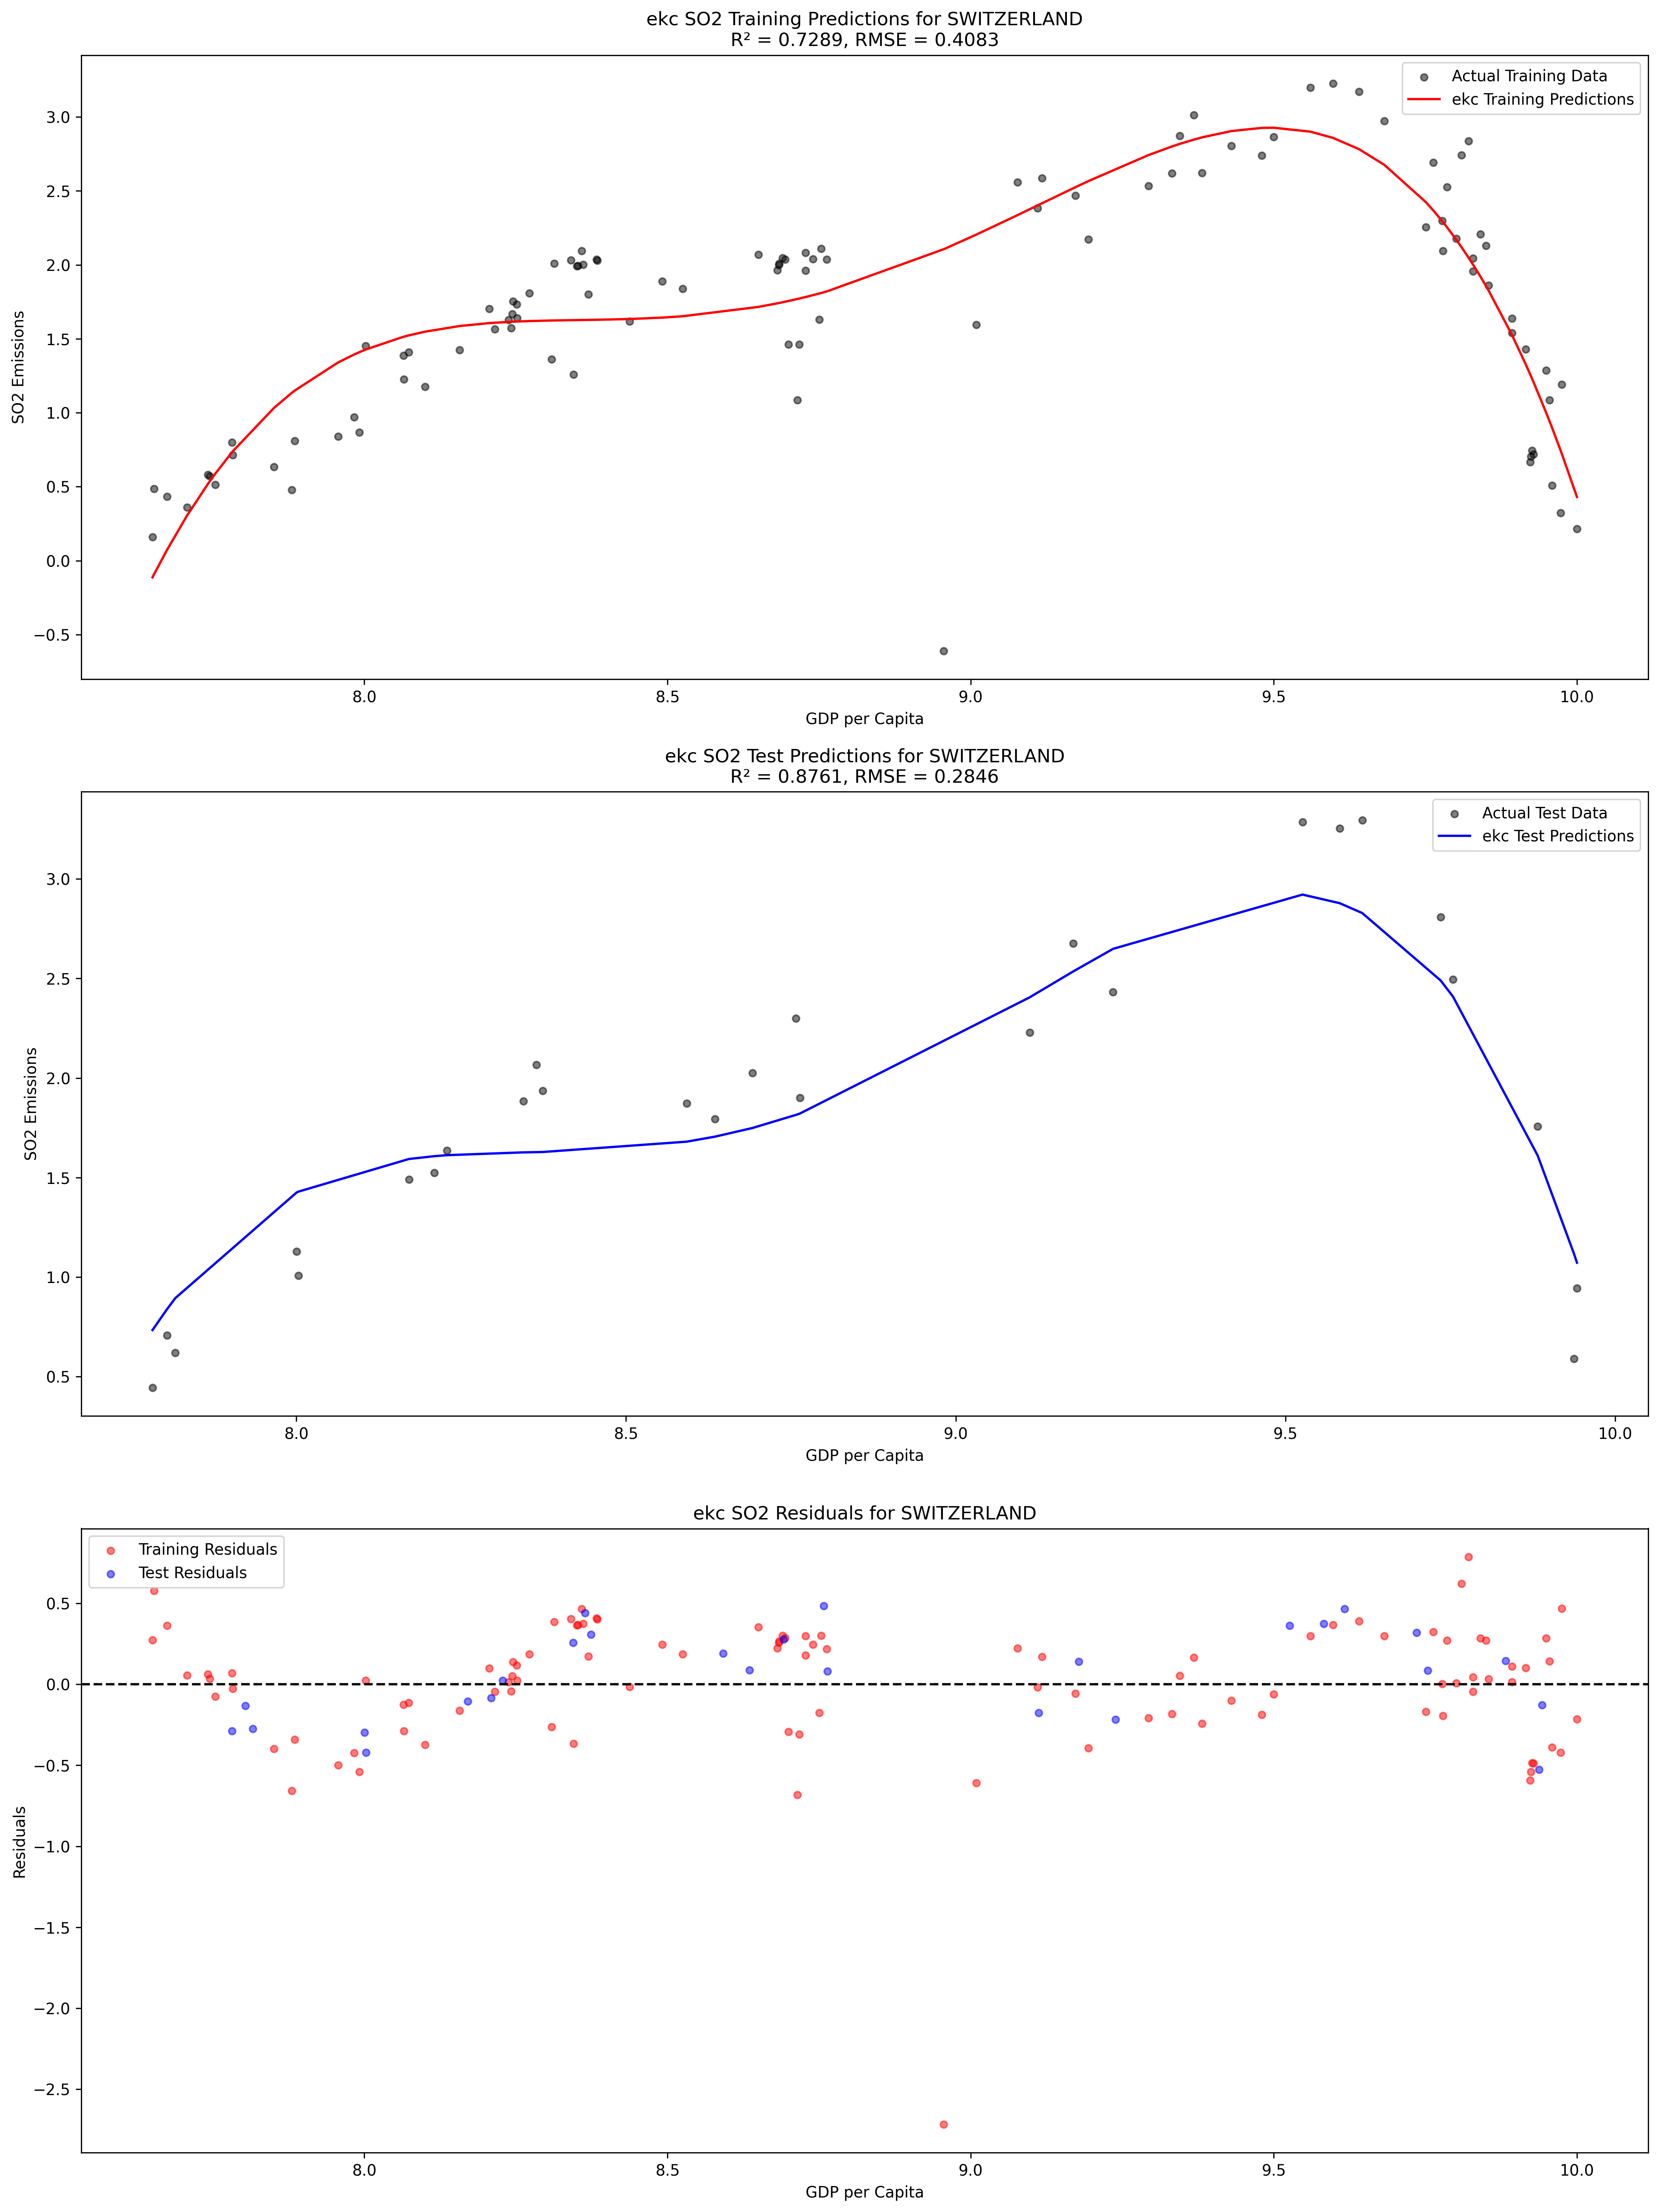 ekc SO2 Training Predictions for SWITZERLAND
R² = 0.7289, RMSE = 0.4083
Actual Training Data
ekc Training Predictions
SO2 Emissions
3.0
2.5
2.0
1.5
1.0
0.5
0.0
−0.5
8.0 8.5 9.0 9.5 10.0
GDP per Capita
ekc SO2 Test Predictions for SWITZERLAND
R² = 0.8761, RMSE = 0.2846
Actual Test Data
ekc Test Predictions
SO2 Emissions
3.0
2.5
2.0
1.5
1.0
0.5
8.0 8.5 9.0 9.5 10.0
GDP per Capita
ekc SO2 Residuals for SWITZERLAND
Training Residuals
Test Residuals
Residuals
0.5
0.0
−0.5
−1.0
−1.5
−2.0
−2.5
8.0 8.5 9.0 9.5 10.0
GDP per Capita